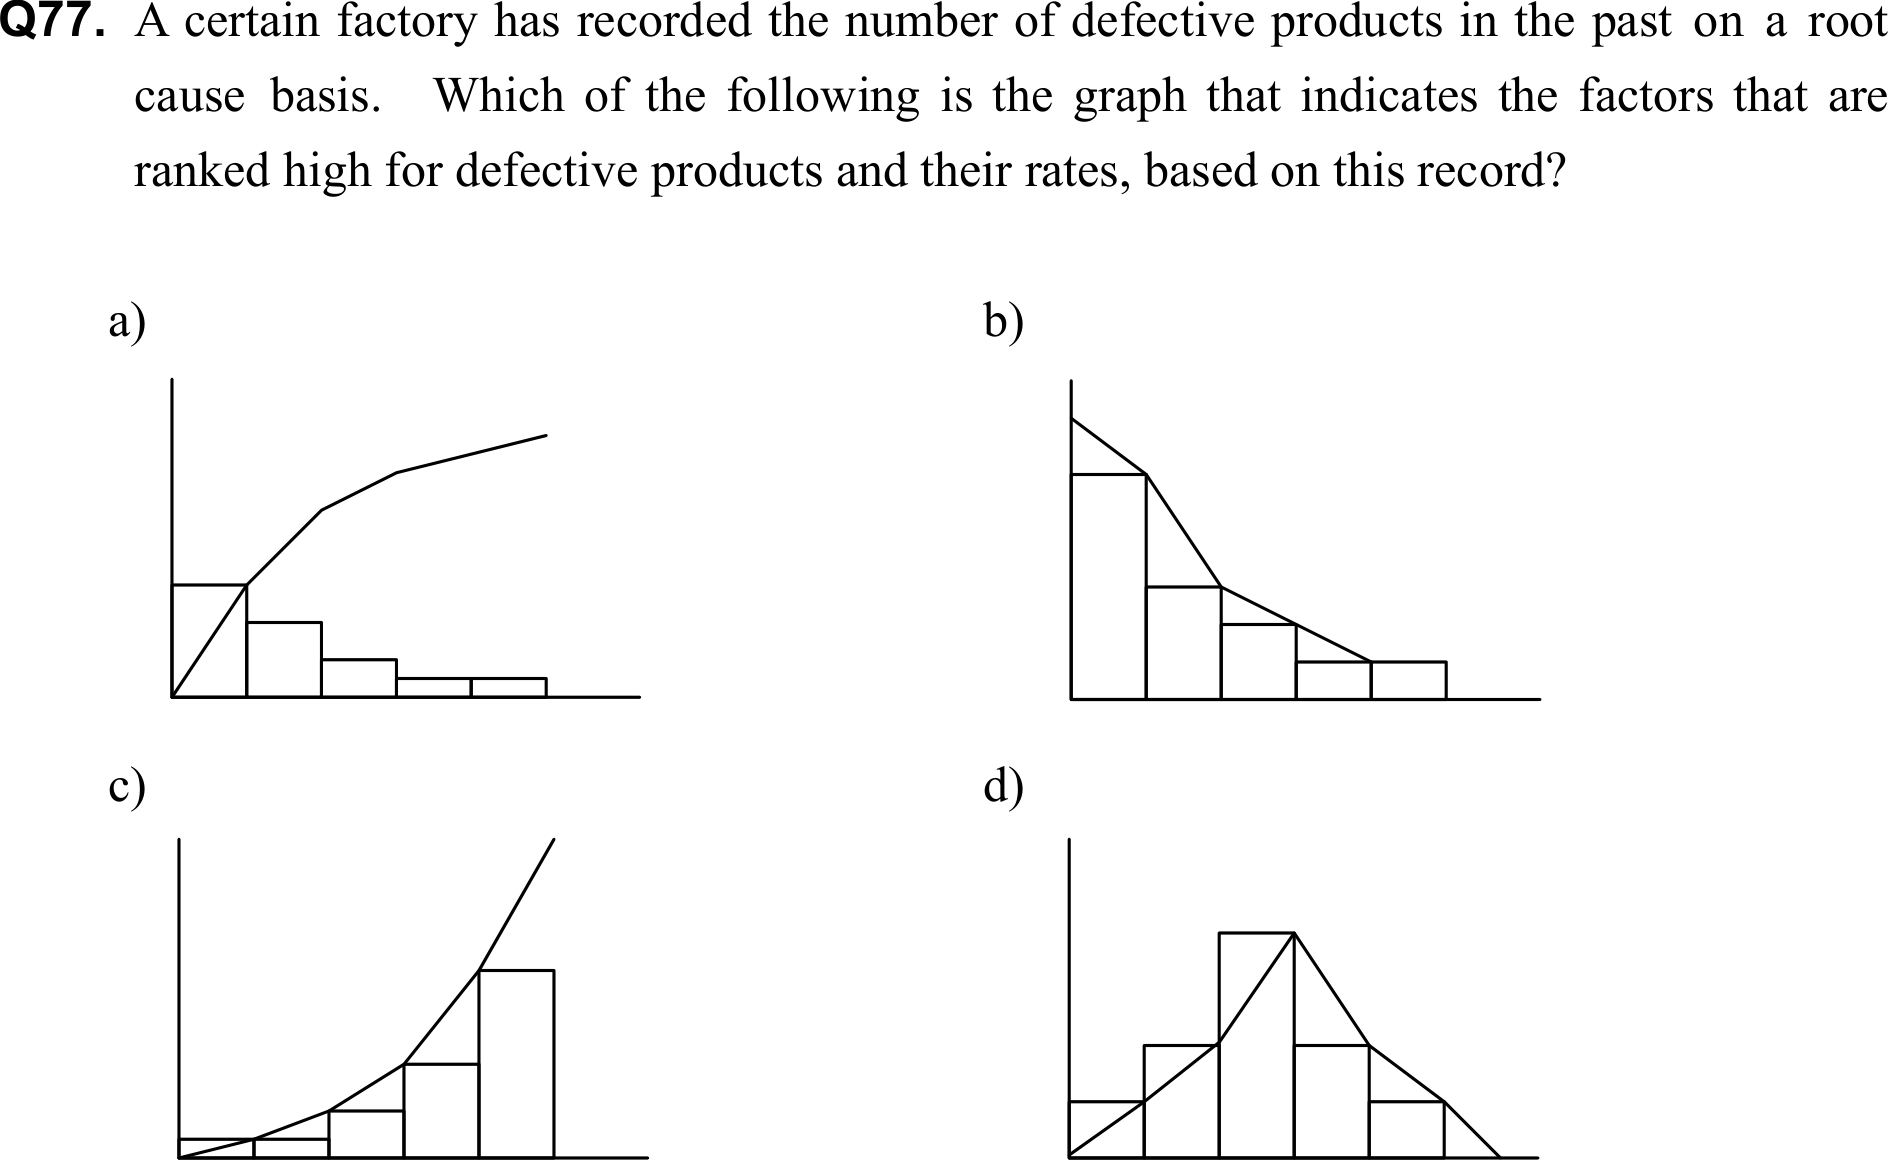 Q77. A certain factory has recorded the number of defective products in the past on a root
cause basis. Which of the following is the graph that indicates the factors that are
ranked high for defective products and their rates, based on this record?
a)
b)
c)
d)